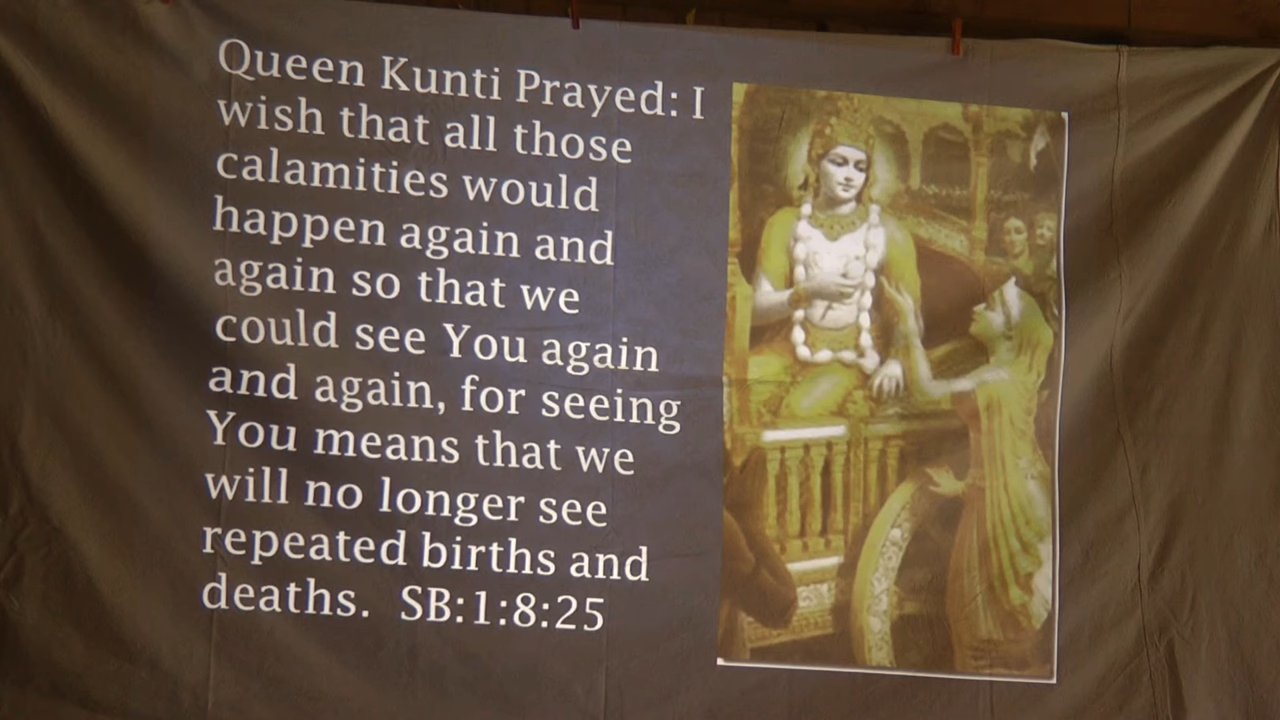 Queen Kunti Prayed: I
wish that all those
calamities would
happen again and
again so that we
could see You again
and again, for seeing
You means that we
will no longer see
repeated births and
deaths.  SB:1:8:25